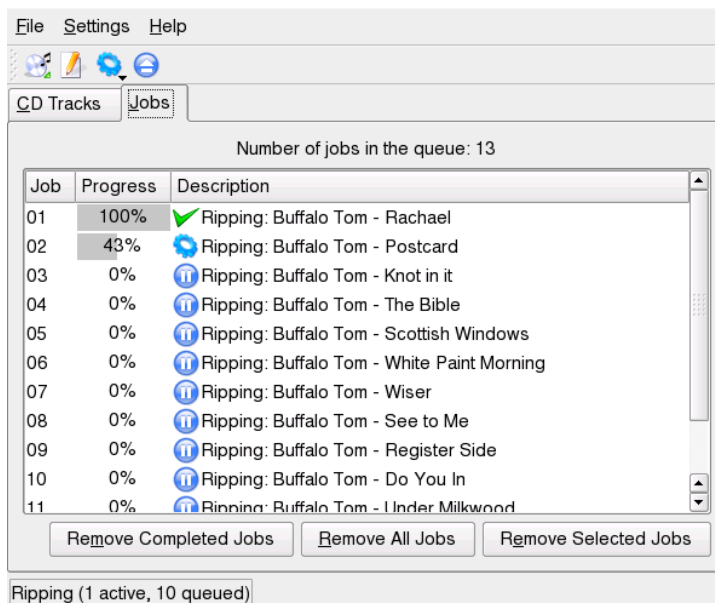 File Settings Help
CD Tracks Jobs
Number of jobs in the queue: 13
Job Progress Description
01 100% Ripping: Buffalo Tom - Rachael
02 43% Ripping: Buffalo Tom - Postcard
03 0% Ripping: Buffalo Tom - Knot in it
04 0% Ripping: Buffalo Tom - The Bible
05 0% Ripping: Buffalo Tom - Scottish Windows
06 0% Ripping: Buffalo Tom - White Paint Morning
07 0% Ripping: Buffalo Tom - Wiser
08 0% Ripping: Buffalo Tom - See to Me
09 0% Ripping: Buffalo Tom - Register Side
10 0% Ripping: Buffalo Tom - Do You In
11 0% Ripping: Buffalo Tom - Under Milkwood
Remove Completed Jobs Remove All Jobs Remove Selected Jobs
Ripping (1 active, 10 queued)